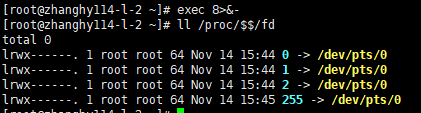 [root@zhanghy114-l-2 ~]# exec 8>&-
[root@zhanghy114-l-2 ~]# ll /proc/$$/fd
total 0
lrwx------. 1 root root 64 Nov 14 15:44 0 -> /dev/pts/0
lrwx------. 1 root root 64 Nov 14 15:44 1 -> /dev/pts/0
lrwx------. 1 root root 64 Nov 14 15:44 2 -> /dev/pts/0
lrwx------. 1 root root 64 Nov 14 15:45 255 -> /dev/pts/0
[root@zhanghy114-l-2 ~]#